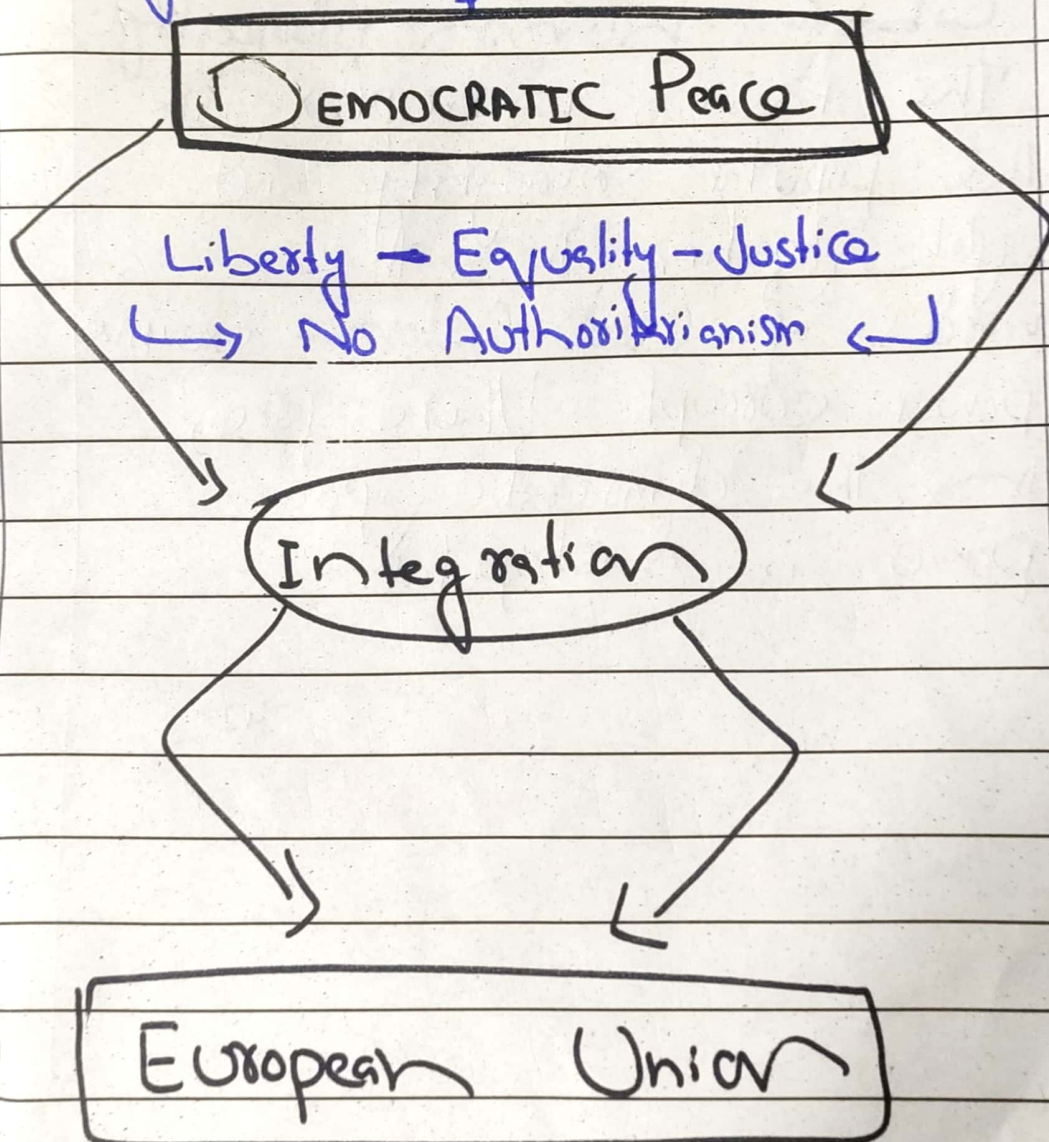 DEMOCRATIC Peace
Liberty - Equality - Justice
↳ No Authoritarianism ↲
Integration
European Union